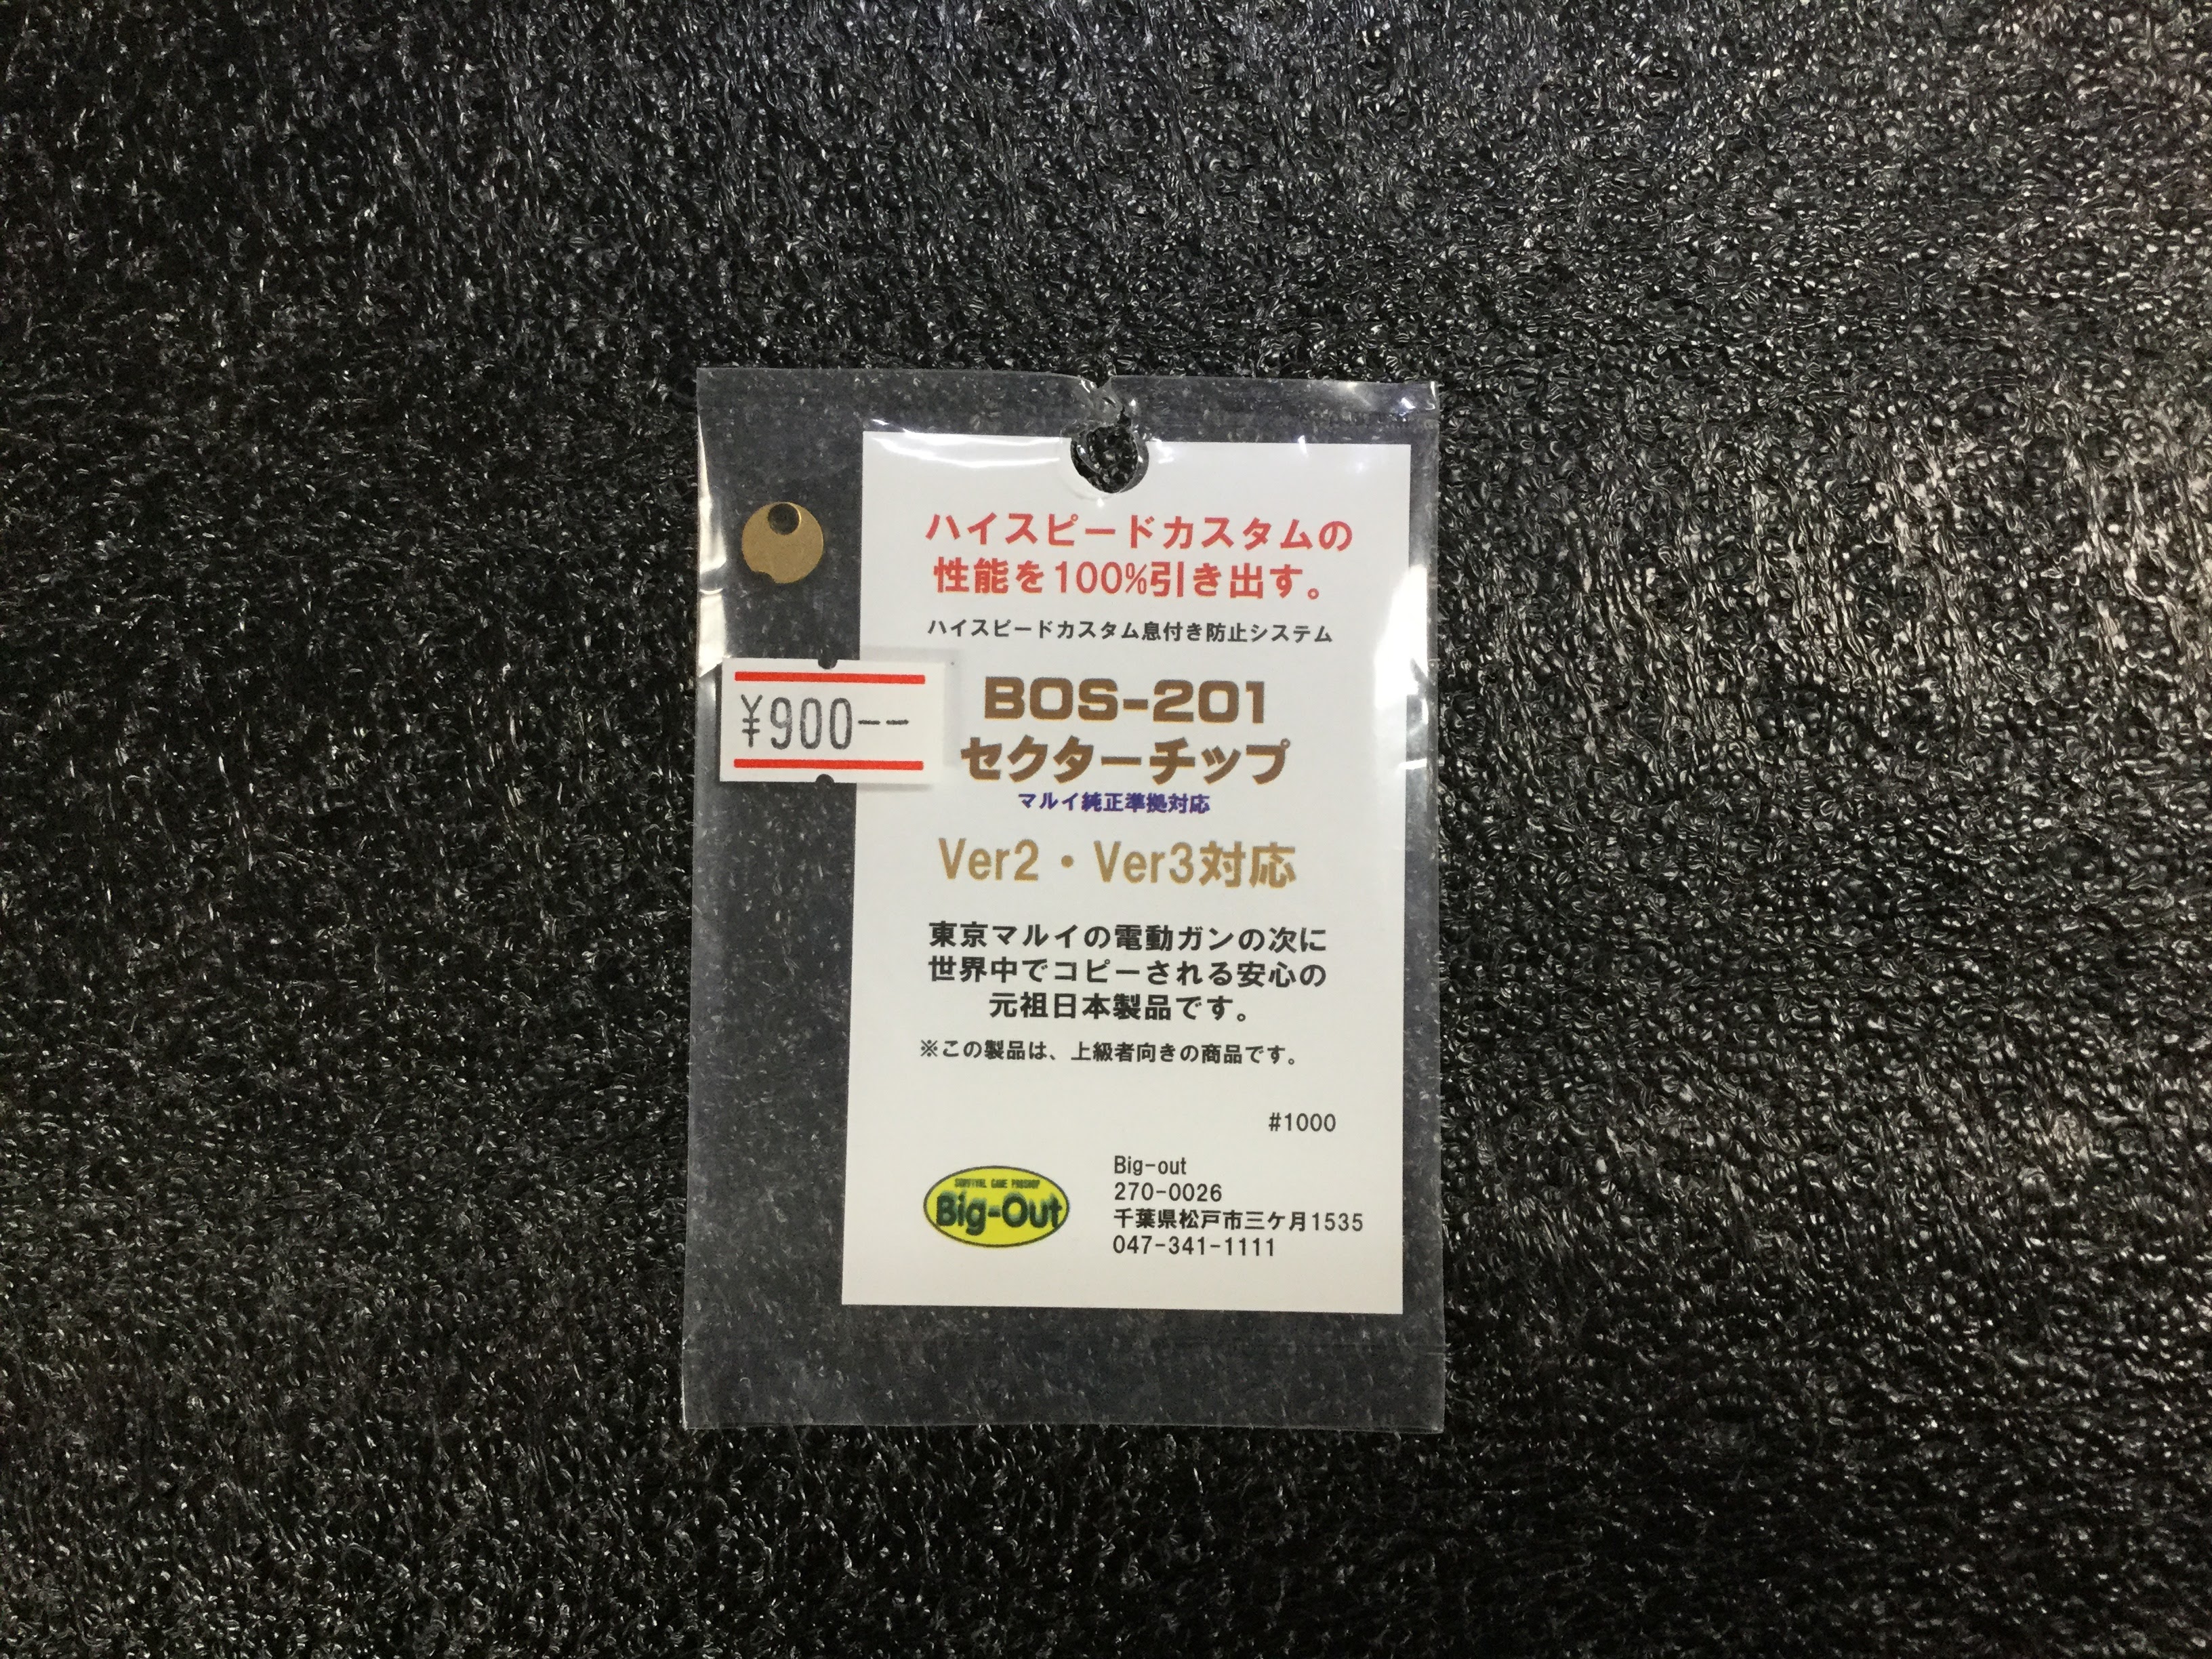 ハイスピードカスタムの
性能を100%引き出す。
ハイスピードカスタム息付き防止システム
¥900--
BOS-201
セクターチップ
マルイ純正準拠対応
Ver2・Ver3対応
東京マルイの電動ガンの次に
世界中でコピーされる安心の
元祖日本製品です。
※この製品は、上級者向きの商品です。
#1000
SURVIVAL GAME PROSHOP
Big-Out
Big-out
270-0026
千葉県松戸市三ケ月1535
047-341-1111